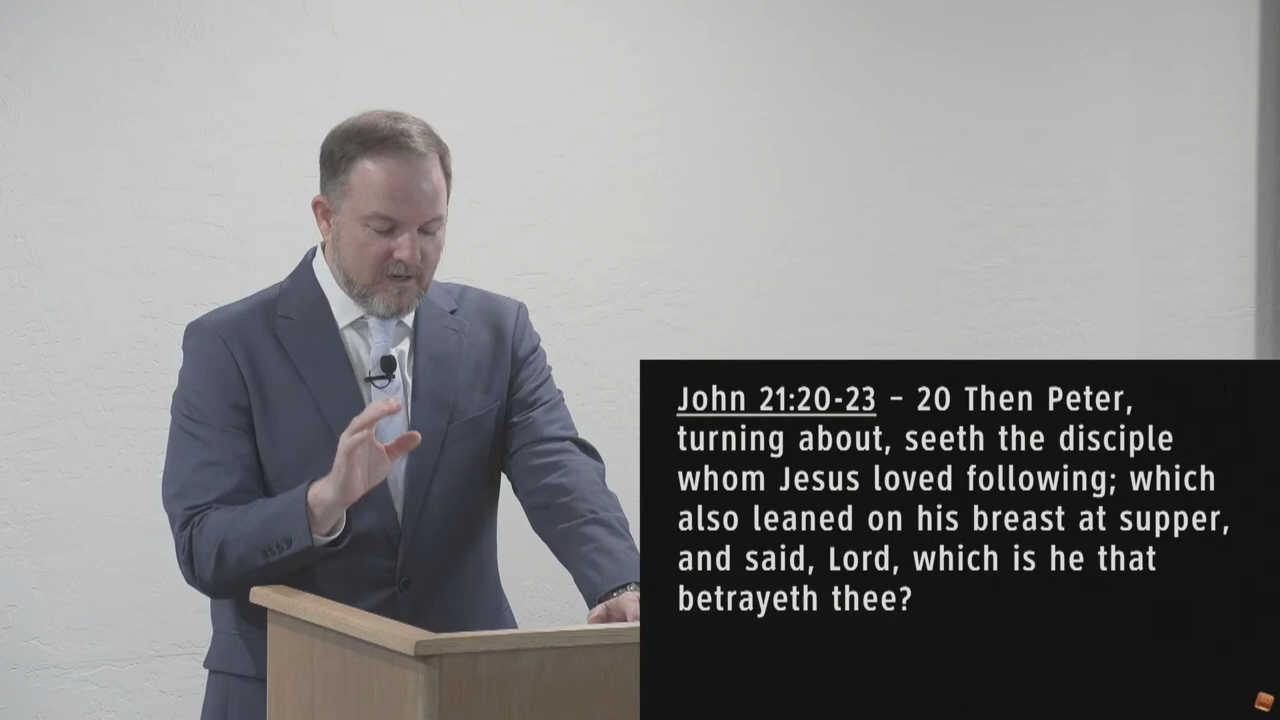 John 21:20-23 – 20 Then Peter,
turning about, seeth the disciple
whom Jesus loved following; which
also leaned on his breast at supper,
and said, Lord, which is he that
betrayeth thee?